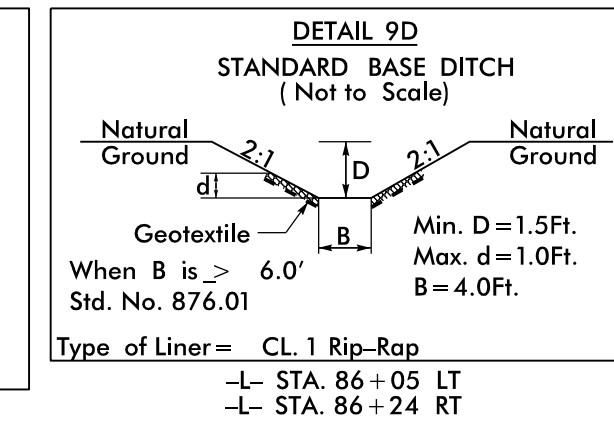 DETAIL 9D
STANDARD BASE DITCH
( Not to Scale)
Natural
Ground
2:1
D
2:1
Natural
Ground
d
Geotextile
B
Min. D=1.5Ft.
Max. d=1.0Ft.
B=4.0Ft.
When B is > 6.0'
Std. No. 876.01
Type of Liner= CL. 1 Rip-Rap
-L- STA. 86+05 LT
-L- STA. 86+24 RT